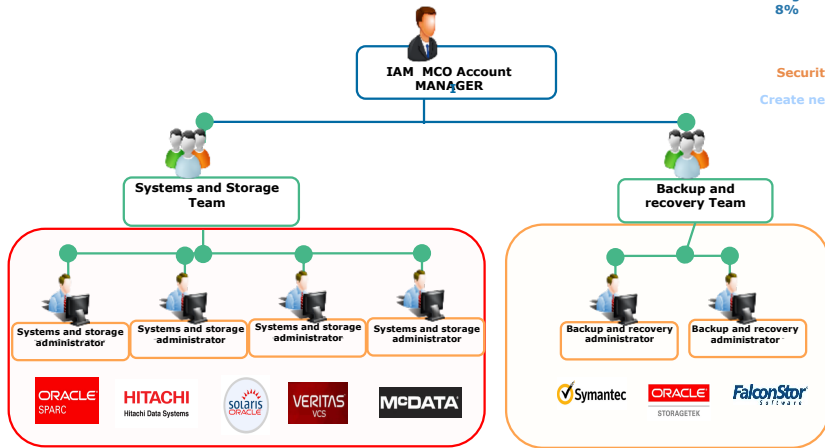 8%
IAM MCO Account
MANAGER
Securit
Create ne
Systems and Storage
Team
Backup and
recovery Team
Systems and storage
administrator
Systems and storage
administrator
Systems and storage
administrator
Systems and storage
administrator
Backup and recovery
administrator
Backup and recovery
administrator
ORACLE
SPARC
HITACHI
Hitachi Data Systems
solaris
ORACLE
VERITAS
VCS
McDATA
Symantec
ORACLE
STORAGETEK
FalconStor
Software